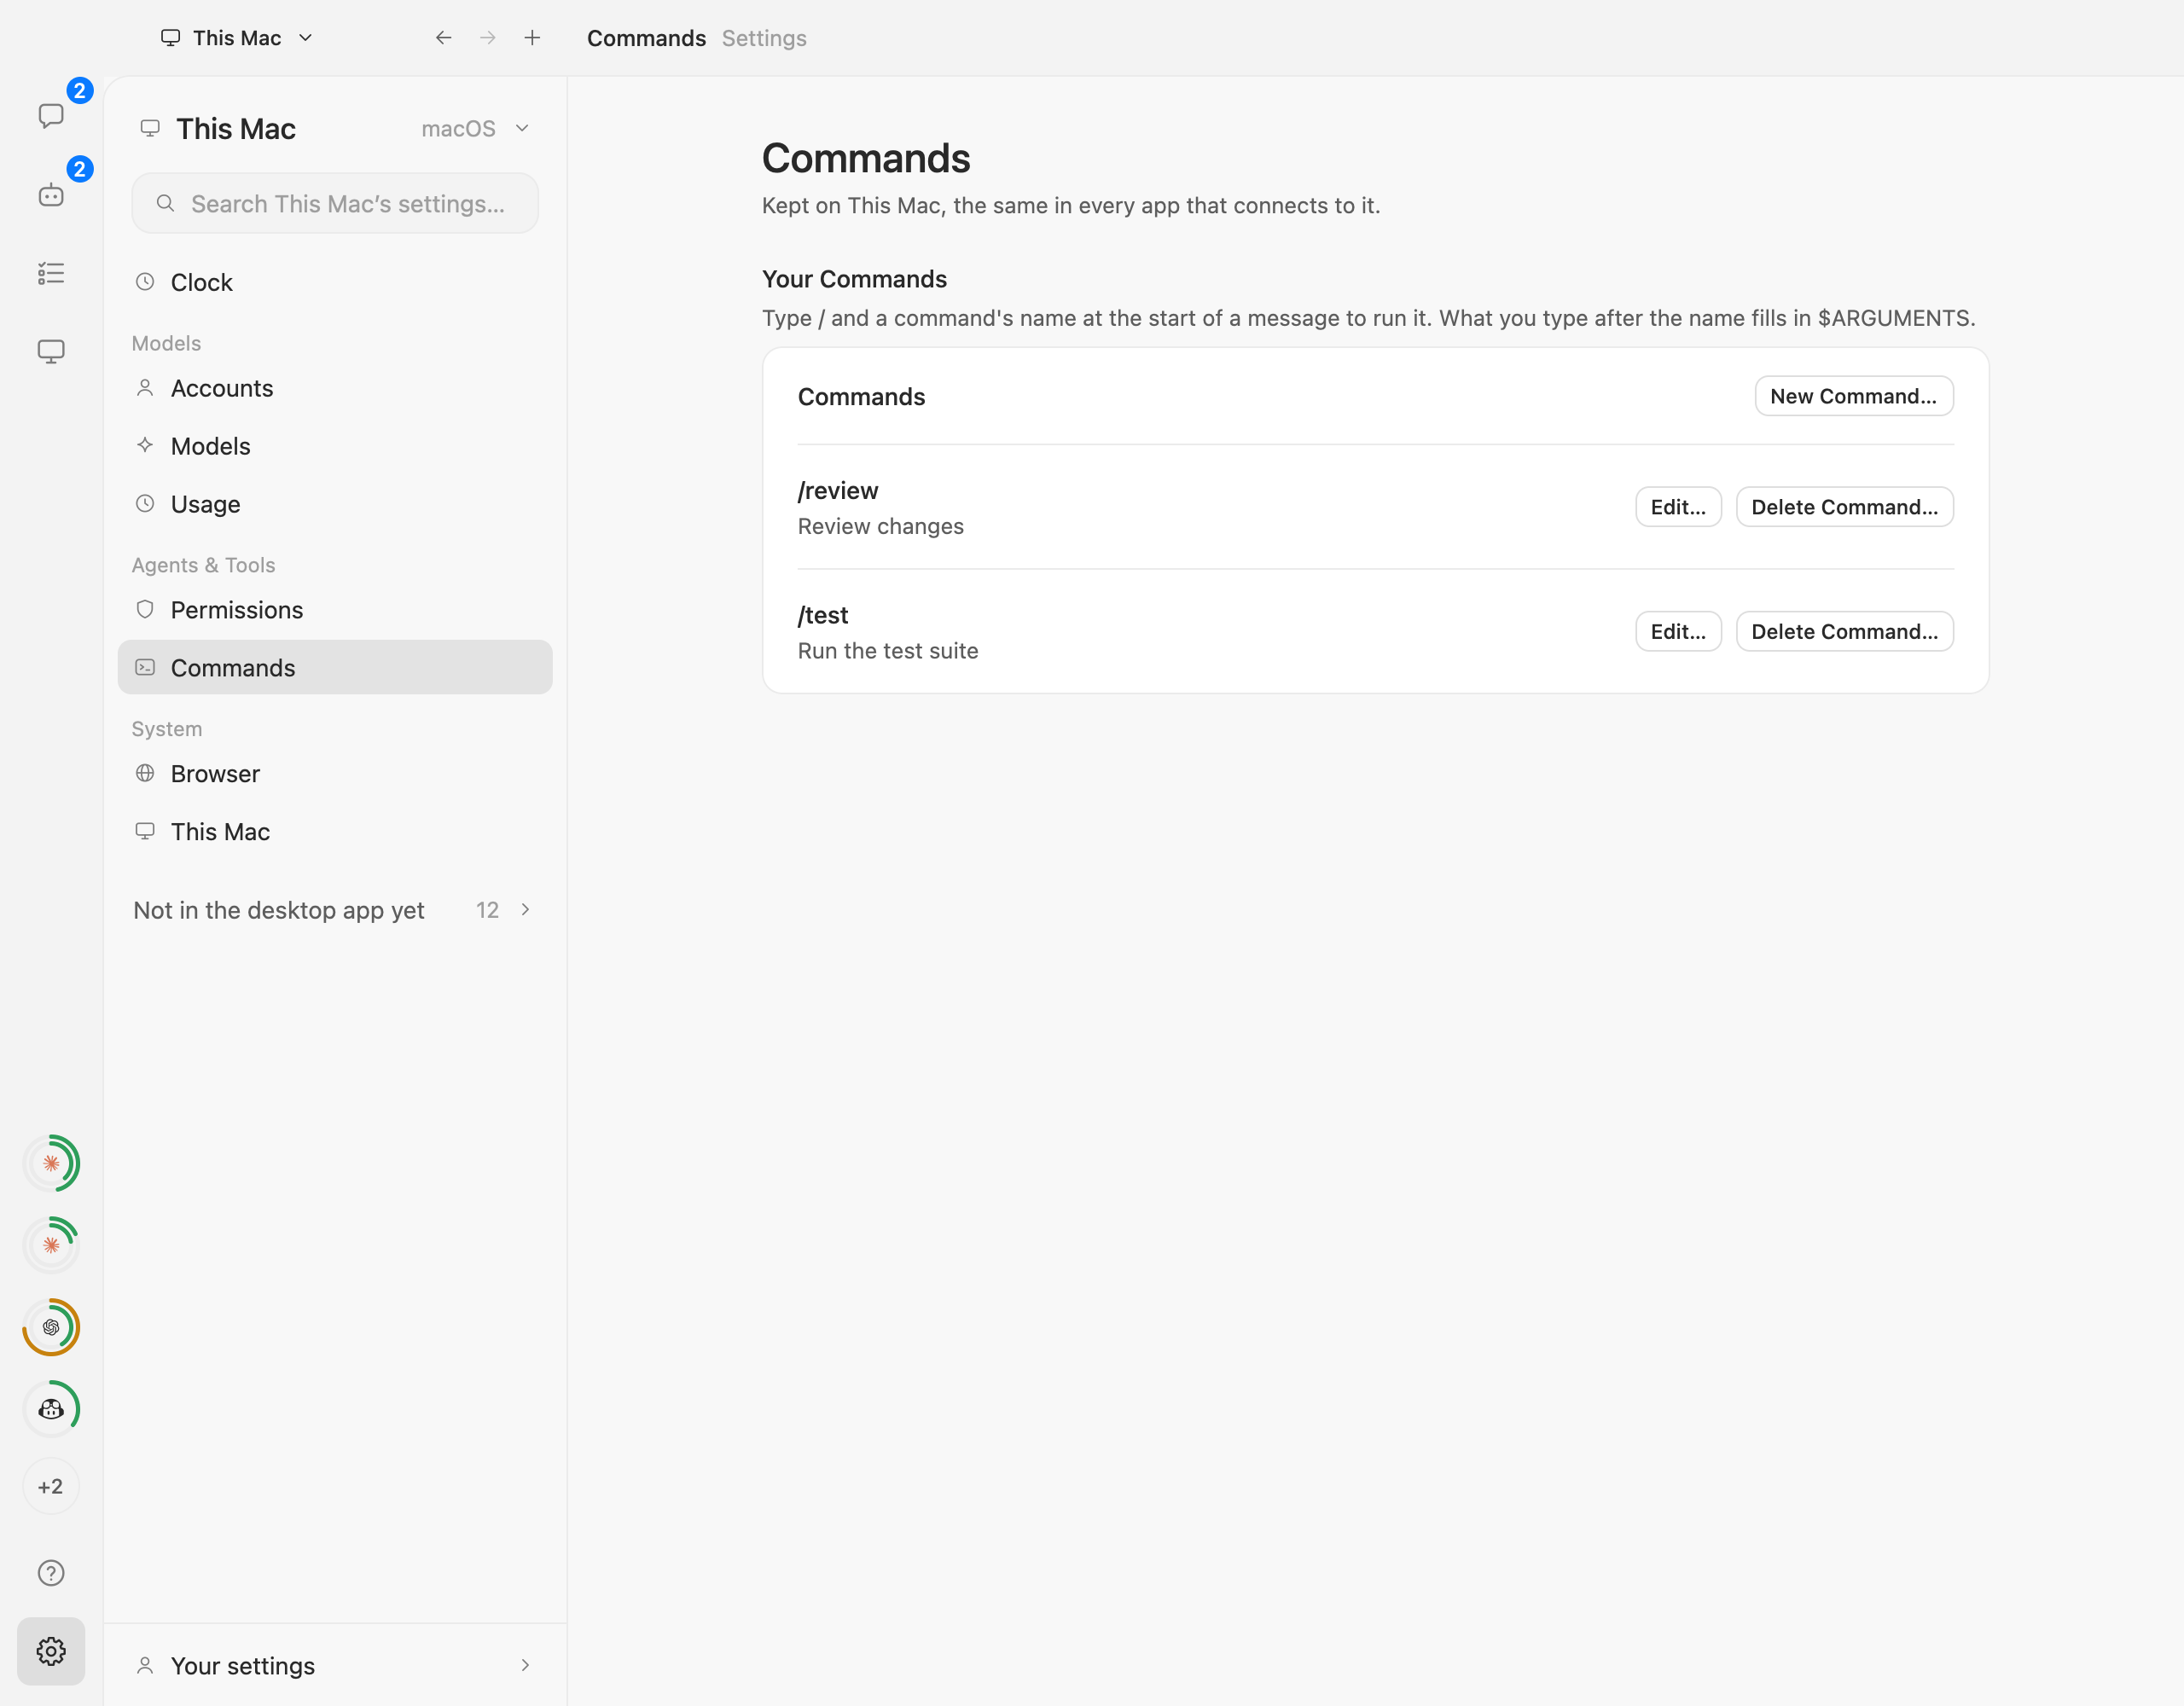 This Mac
Commands Settings
2
2
This Mac macOS
Search This Mac’s settings...
Clock
Models
Accounts
Models
Usage
Agents & Tools
Permissions
Commands
System
Browser
This Mac
Not in the desktop app yet 12
+2
Your settings
Commands
Kept on This Mac, the same in every app that connects to it.
Your Commands
Type / and a command's name at the start of a message to run it. What you type after the name fills in $ARGUMENTS.
Commands New Command...
/review
Review changes
Edit... Delete Command...
/test
Run the test suite
Edit... Delete Command...